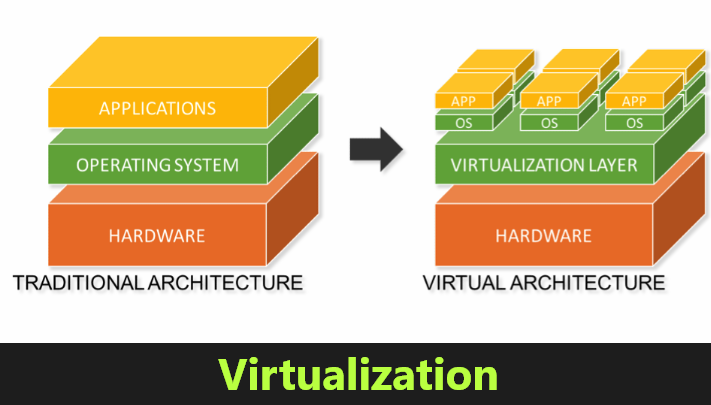 APPLICATIONS
OPERATING SYSTEM
HARDWARE
TRADITIONAL ARCHITECTURE
APP APP APP
OS OS OS
VIRTUALIZATION LAYER
HARDWARE
VIRTUAL ARCHITECTURE
Virtualization